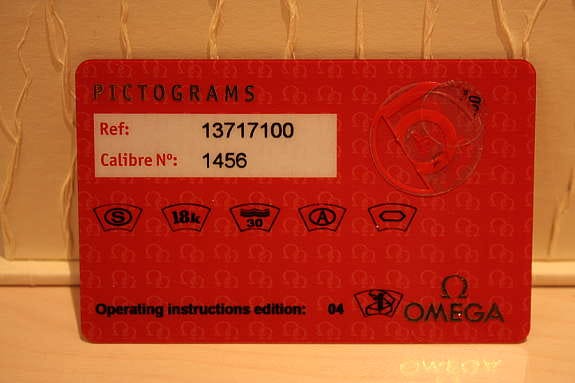 PICTOGRAMS
Ref: 13717100
Calibre Nº: 1456
S 18k 30 A
Operating instructions edition: 04
Ω
OMEGA